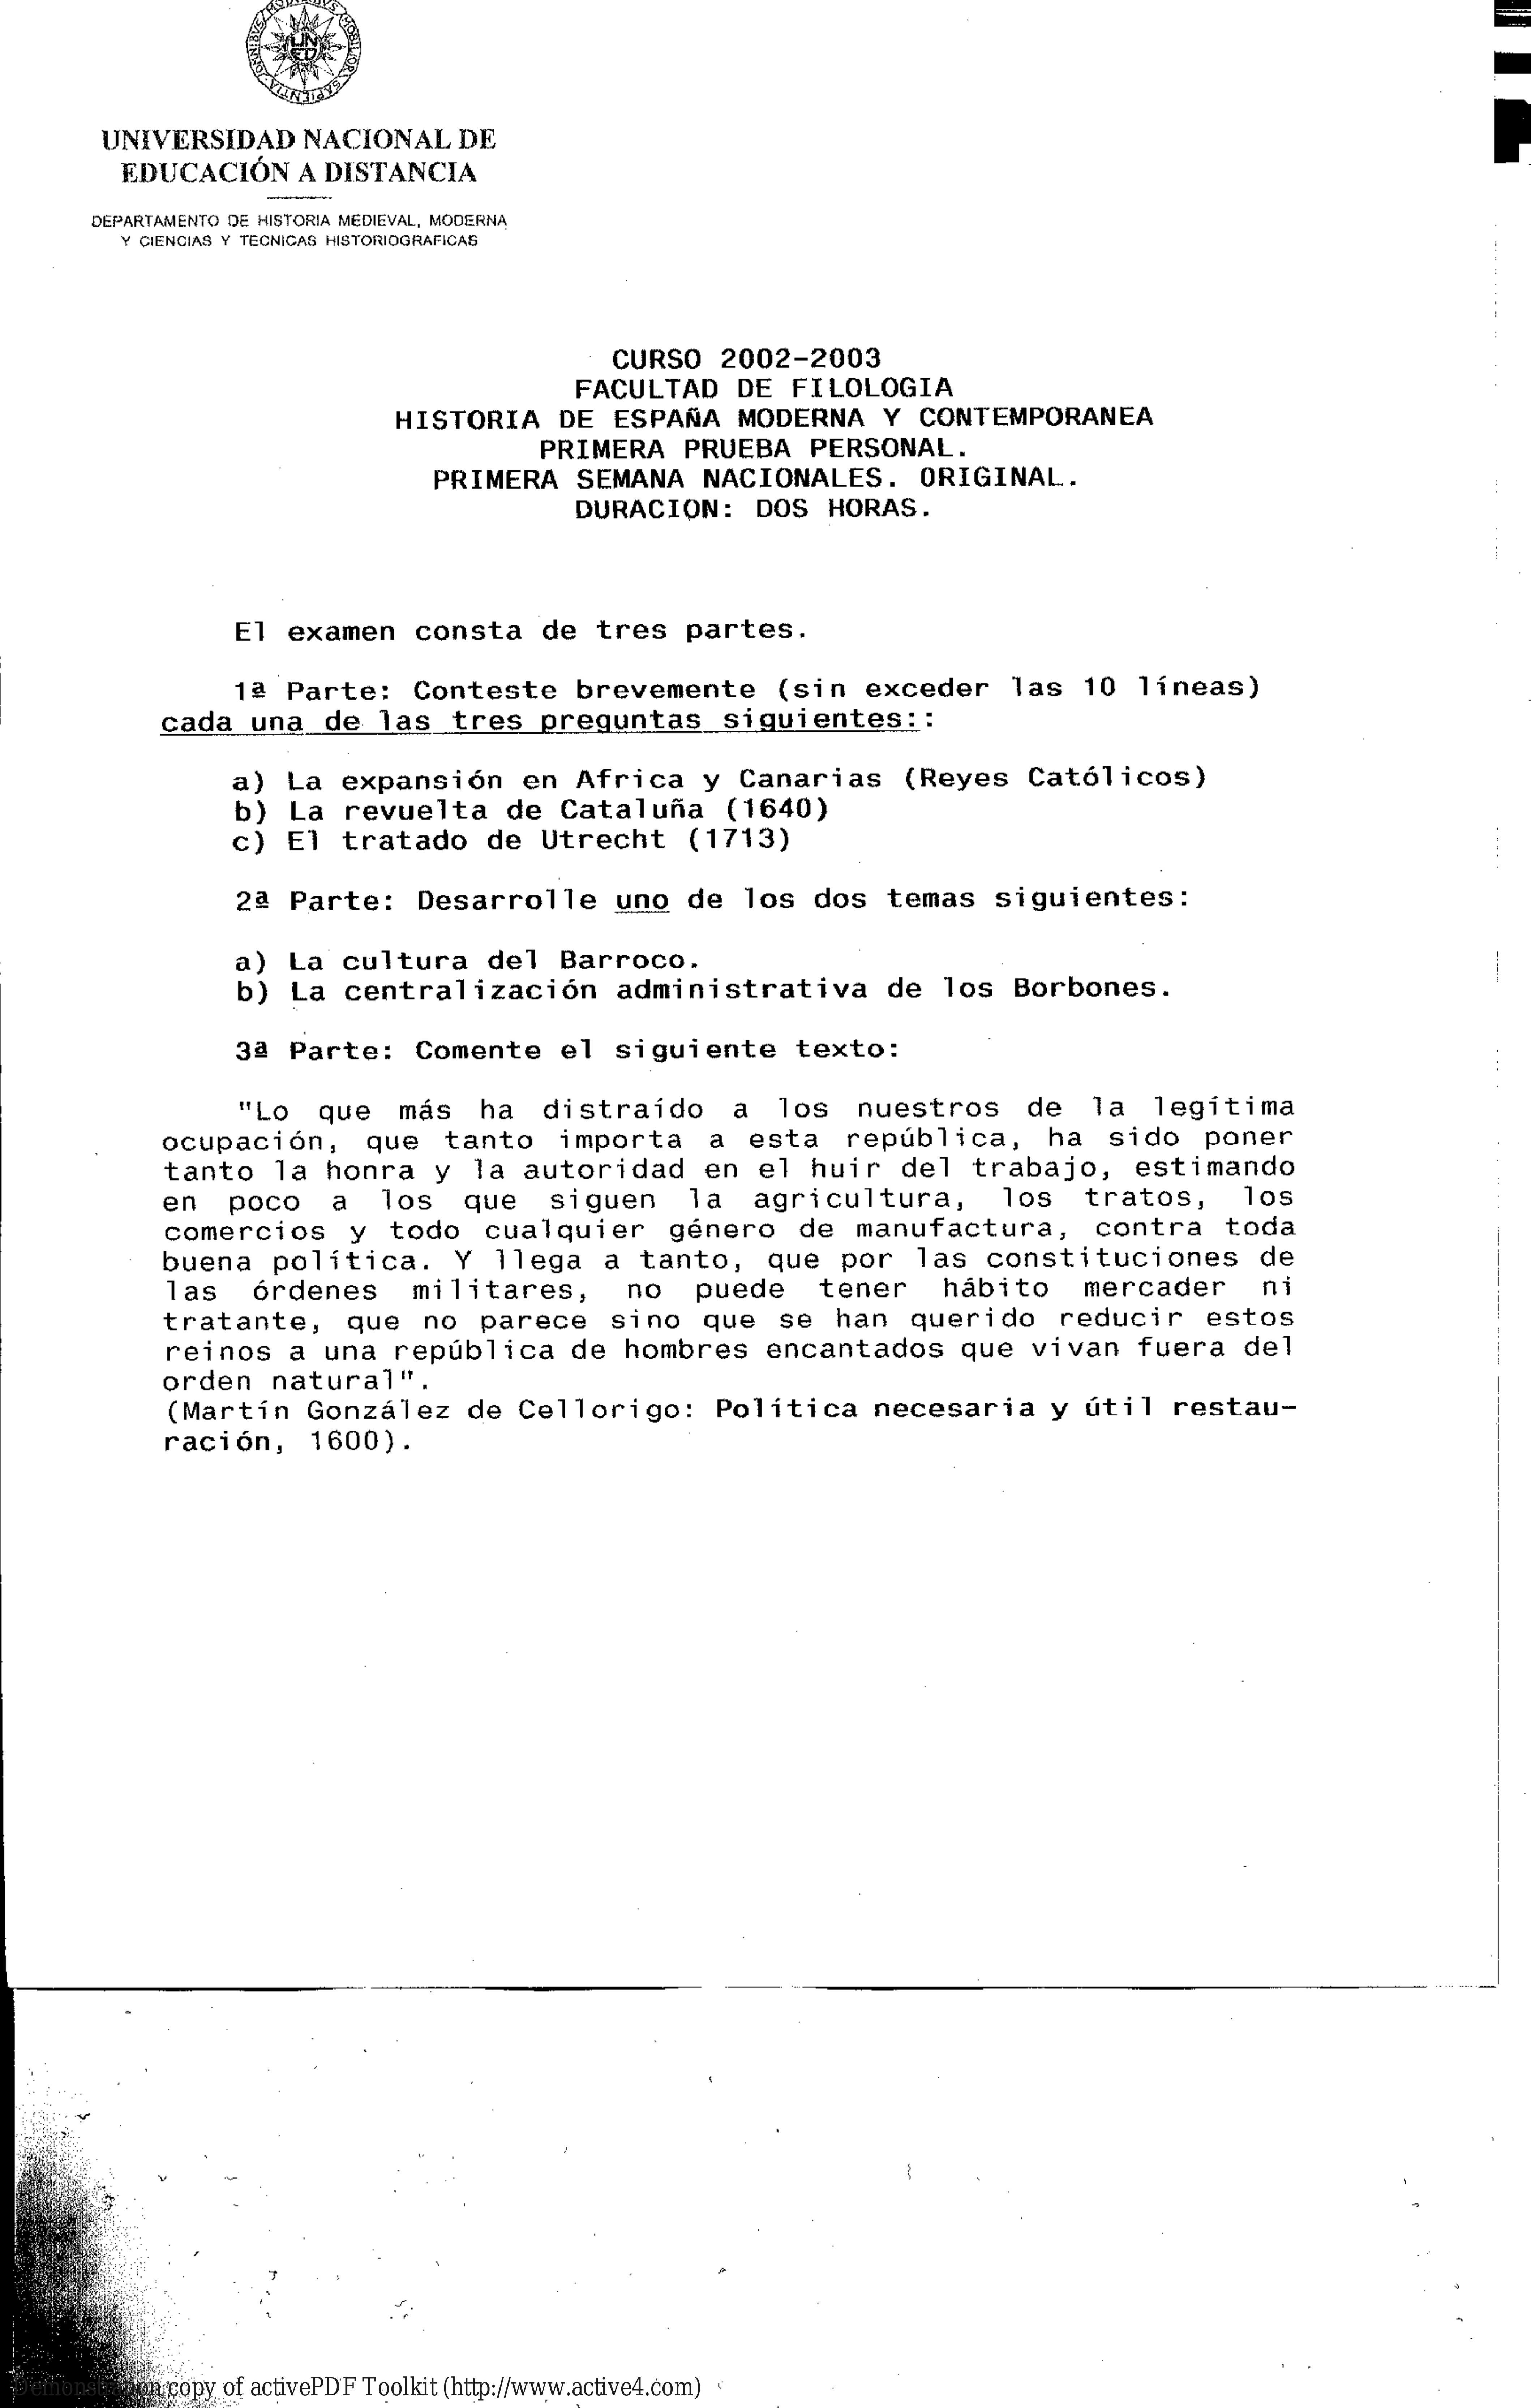 OMNIBVS MOBILIBVS MOBILIOR SAPIENTIA
UNED
UNIVERSIDAD NACIONAL DE
EDUCACIÓN A DISTANCIA
DEPARTAMENTO DE HISTORIA MEDIEVAL, MODERNA
Y CIENCIAS Y TECNICAS HISTORIOGRAFICAS
CURSO 2002-2003
FACULTAD DE FILOLOGIA
HISTORIA DE ESPAÑA MODERNA Y CONTEMPORANEA
PRIMERA PRUEBA PERSONAL.
PRIMERA SEMANA NACIONALES. ORIGINAL.
DURACION: DOS HORAS.
El examen consta de tres partes.
1ª Parte: Conteste brevemente (sin exceder las 10 líneas)
cada una de las tres preguntas siguientes::
a) La expansión en Africa y Canarias (Reyes Católicos)
b) La revuelta de Cataluña (1640)
c) El tratado de Utrecht (1713)
2ª Parte: Desarrolle uno de los dos temas siguientes:
a) La cultura del Barroco.
b) La centralización administrativa de los Borbones.
3ª Parte: Comente el siguiente texto:
"Lo que más ha distraído a los nuestros de la legítima
ocupación, que tanto importa a esta república, ha sido poner
tanto la honra y la autoridad en el huir del trabajo, estimando
en poco a los que siguen la agricultura, los tratos, los
comercios y todo cualquier género de manufactura, contra toda
buena política. Y llega a tanto, que por las constituciones de
las órdenes militares, no puede tener hábito mercader ni
tratante, que no parece sino que se han querido reducir estos
reinos a una república de hombres encantados que vivan fuera del
orden natural".
(Martín González de Cellorigo: Política necesaria y útil restau-
ración, 1600).
Demonstration copy of activePDF Toolkit (http://www.active4.com)